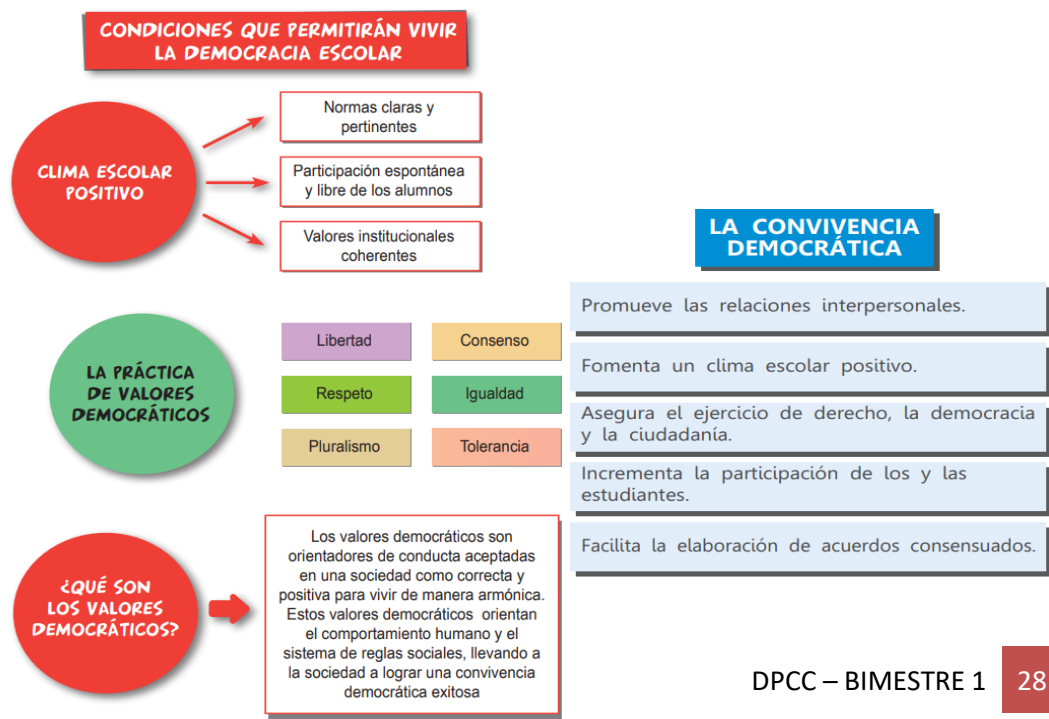 CONDICIONES QUE PERMITIRÁN VIVIR
LA DEMOCRACIA ESCOLAR
CLIMA ESCOLAR
POSITIVO
Normas claras y
pertinentes
Participación espontánea
y libre de los alumnos
Valores institucionales
coherentes
LA PRÁCTICA
DE VALORES
DEMOCRÁTICOS
Libertad
Consenso
Respeto
Igualdad
Pluralismo
Tolerancia
¿QUÉ SON
LOS VALORES
DEMOCRÁTICOS?
Los valores democráticos son
orientadores de conducta aceptadas
en una sociedad como correcta y
positiva para vivir de manera armónica.
Estos valores democráticos orientan
el comportamiento humano y el
sistema de reglas sociales, llevando a
la sociedad a lograr una convivencia
democrática exitosa
LA CONVIVENCIA
DEMOCRÁTICA
Promueve las relaciones interpersonales.
Fomenta un clima escolar positivo.
Asegura el ejercicio de derecho, la democracia
y la ciudadanía.
Incrementa la participación de los y las
estudiantes.
Facilita la elaboración de acuerdos consensuados.
DPCC – BIMESTRE 1 28